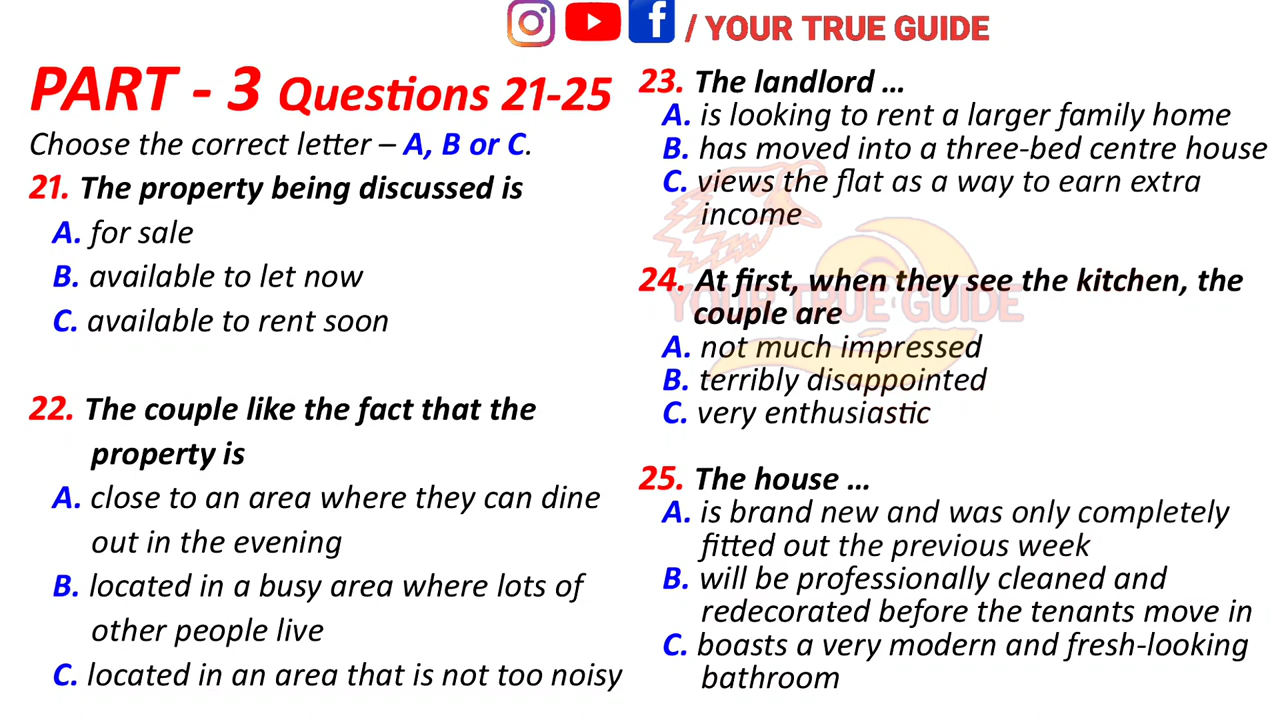 / YOUR TRUE GUIDE
PART - 3 Questions 21-25
Choose the correct letter – A, B or C.
21. The property being discussed is
A. for sale
B. available to let now
C. available to rent soon
22. The couple like the fact that the
property is
A. close to an area where they can dine
out in the evening
B. located in a busy area where lots of
other people live
C. located in an area that is not too noisy
23. The landlord ...
A. is looking to rent a larger family home
B. has moved into a three-bed centre house
C. views the flat as a way to earn extra
income
24. At first, when they see the kitchen, the
couple are
A. not much impressed
B. terribly disappointed
C. very enthusiastic
25. The house ...
A. is brand new and was only completely
fitted out the previous week
B. will be professionally cleaned and
redecorated before the tenants move in
C. boasts a very modern and fresh-looking
bathroom
YOUR TRUE GUIDE